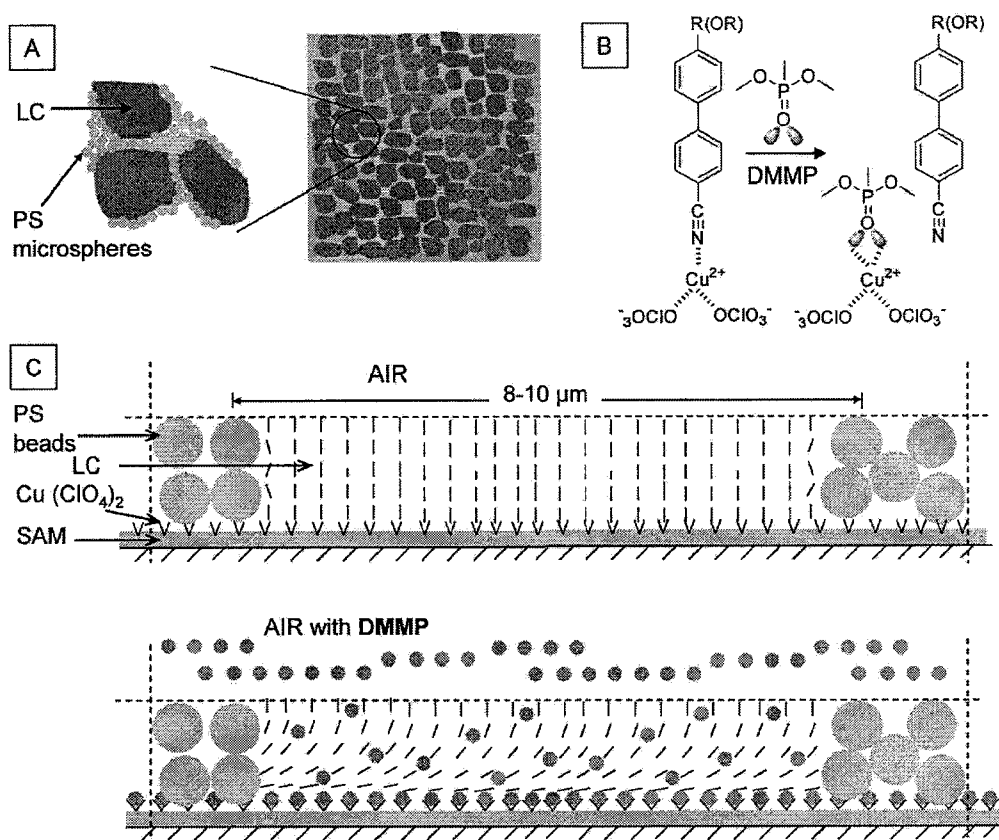 A
LC
PS
microspheres
B
R(OR)
R(OR)
O
P
O
O
DMMP
O
P
O
O
C
N
C
N
Cu2+
Cu2+
-3OClO
OClO3-
-3OClO
OClO3-
C
AIR
8-10 µm
PS
beads
LC
Cu (ClO4)2
SAM
AIR with DMMP